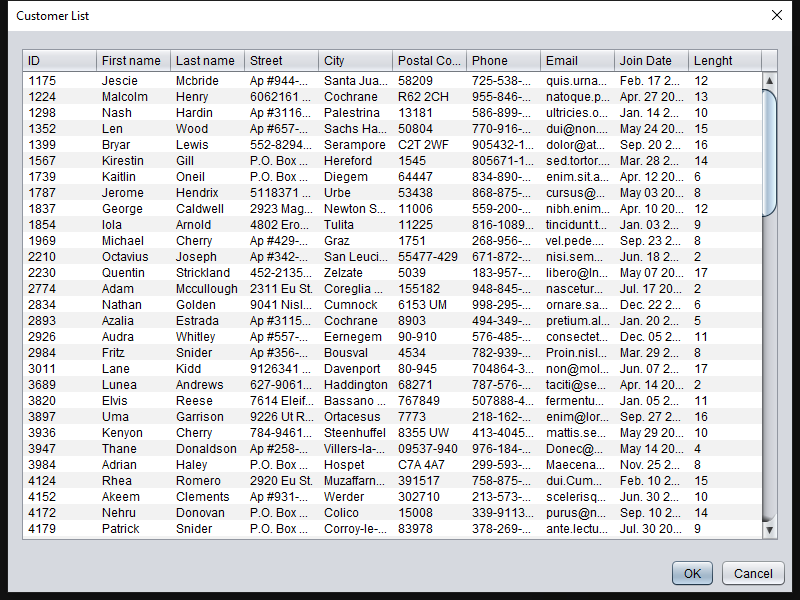 Customer List
ID First name Last name Street City Postal Co... Phone Email Join Date Lenght
1175 Jescie Mcbride Ap #944-... Santa Jua... 58209 725-538-... quis.urna... Feb. 17 2... 12
1224 Malcolm Henry 6062161 ... Cochrane R62 2CH 955-846-... natoque.p... Apr. 27 20... 13
1298 Nash Hardin Ap #3116... Palestrina 13181 586-899-... ultricies.o... Jan. 14 2... 10
1352 Len Wood Ap #657-... Sachs Ha... 50804 770-916-... dui@non.... May 24 20... 15
1399 Bryar Lewis 552-8294... Serampore C2T 2WF 905432-1... dolor@at... Sep. 20 2... 16
1567 Kirestin Gill P.O. Box ... Hereford 1545 805671-1... sed.tortor.... Mar. 28 2... 14
1739 Kaitlin Oneil P.O. Box ... Diegem 64447 834-890-... enim.sit.a... Apr. 12 20... 6
1787 Jerome Hendrix 5118371 ... Urbe 53438 868-875-... cursus@... May 03 20... 8
1837 George Caldwell 2923 Mag... Newton S... 11006 559-200-... nibh.enim... Apr. 10 20... 12
1854 Iola Arnold 4802 Ero... Tulita 11225 816-1089... tincidunt.t... Jan. 03 2... 9
1969 Michael Cherry Ap #429-... Graz 1751 268-956-... vel.pede.... Sep. 23 2... 8
2210 Octavius Joseph Ap #342-... San Leuci... 55477-429 671-872-... nisi.sem... Jun. 18 2... 2
2230 Quentin Strickland 452-2135... Zelzate 5039 183-957-... libero@In... May 07 20... 17
2774 Adam Mccullough 2311 Eu St. Coreglia ... 155182 948-845-... nascetur... Jul. 17 20... 2
2834 Nathan Golden 9041 Nisl... Cumnock 6153 UM 998-295-... ornare.sa... Dec. 22 2... 6
2893 Azalia Estrada Ap #3115... Cochrane 8903 494-349-... pretium.al... Jan. 20 2... 5
2926 Audra Whitley Ap #557-... Eernegem 90-910 576-485-... consectet... Dec. 05 2... 11
2984 Fritz Snider Ap #356-... Bousval 4534 782-939-... Proin.nisl... Mar. 29 2... 8
3011 Lane Kidd 9126341 ... Davenport 80-945 704864-3... non@mol... Jun. 07 2... 17
3689 Lunea Andrews 627-9061... Haddington 68271 787-576-... taciti@se... Apr. 14 20... 2
3820 Elvis Reese 7614 Eleif... Bassano ... 767849 507888-4... fermentu... Jan. 05 2... 11
3897 Uma Garrison 9226 Ut R... Ortacesus 7773 218-162-... enim@lor... Sep. 27 2... 16
3936 Kenyon Cherry 784-9461... Steenhuffel 8355 UW 413-4045... mattis.se... May 29 20... 10
3947 Thane Donaldson Ap #258-... Villers-la-... 09537-940 976-184-... Donec@... May 14 20... 4
3984 Adrian Haley P.O. Box ... Hospet C7A 4A7 299-593-... Maecena... Nov. 25 2... 8
4124 Rhea Romero 2920 Eu St. Muzaffarn... 391517 758-875-... dui.Cum... Feb. 10 2... 15
4152 Akeem Clements Ap #931-... Werder 302710 213-573-... scelerisq... Jun. 30 2... 10
4172 Nehru Donovan P.O. Box ... Colico 15008 339-9113... purus@n... Sep. 10 2... 14
4179 Patrick Snider P.O. Box ... Corroy-le-... 83978 378-269-... ante.lectu... Jul. 30 20... 9
OK Cancel